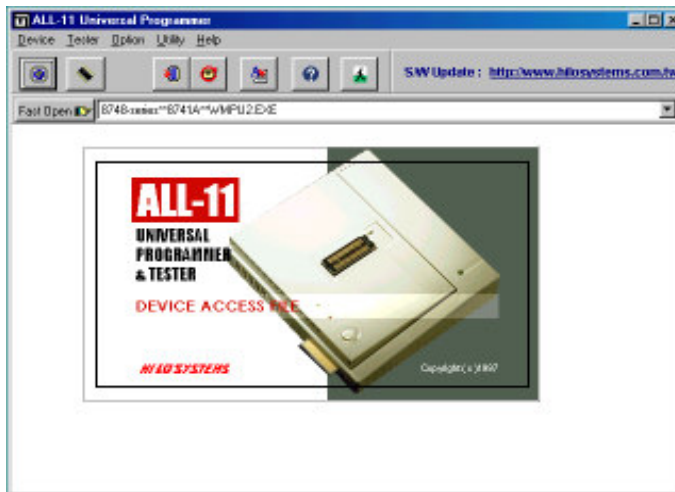 ALL-11 Universal Programmer
Device Tester Option Utility Help
S/W Update : http://www.hilosystems.com.tw
Fast Open 8748-series**8741A**WMPU2.EXE
ALL-11
UNIVERSAL
PROGRAMMER
& TESTER
DEVICE ACCESS FILE
HI-LO SYSTEMS
Copyright(c)1997